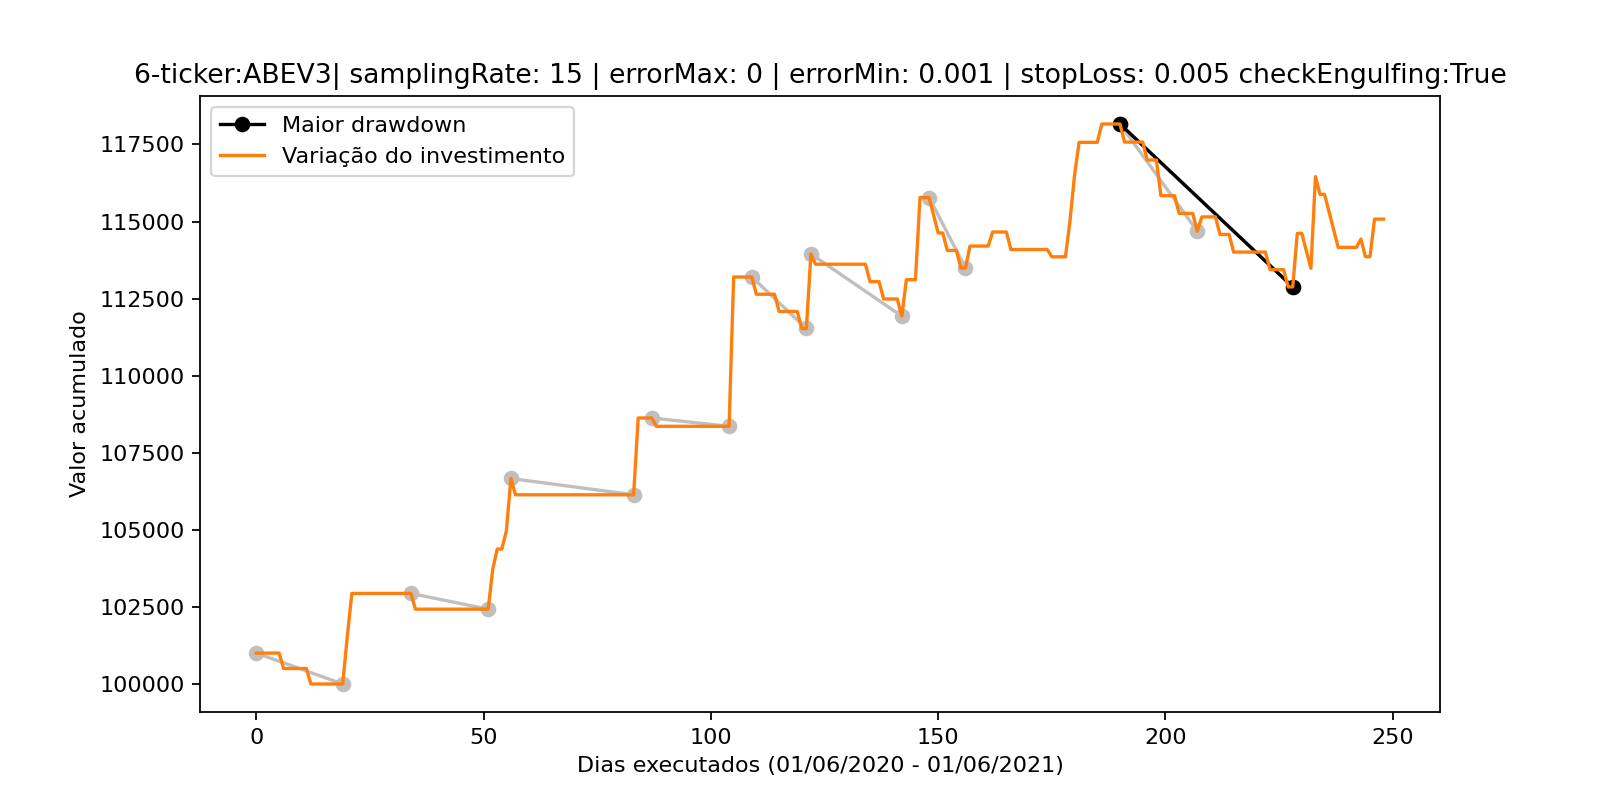 6-ticker:ABEV3| samplingRate: 15 | errorMax: 0 | errorMin: 0.001 | stopLoss: 0.005 checkEngulfing:True
Maior drawdown
Variação do investimento
117500
115000
112500
110000
107500
105000
102500
100000
Valor acumulado
0 50 100 150 200 250
Dias executados (01/06/2020 - 01/06/2021)